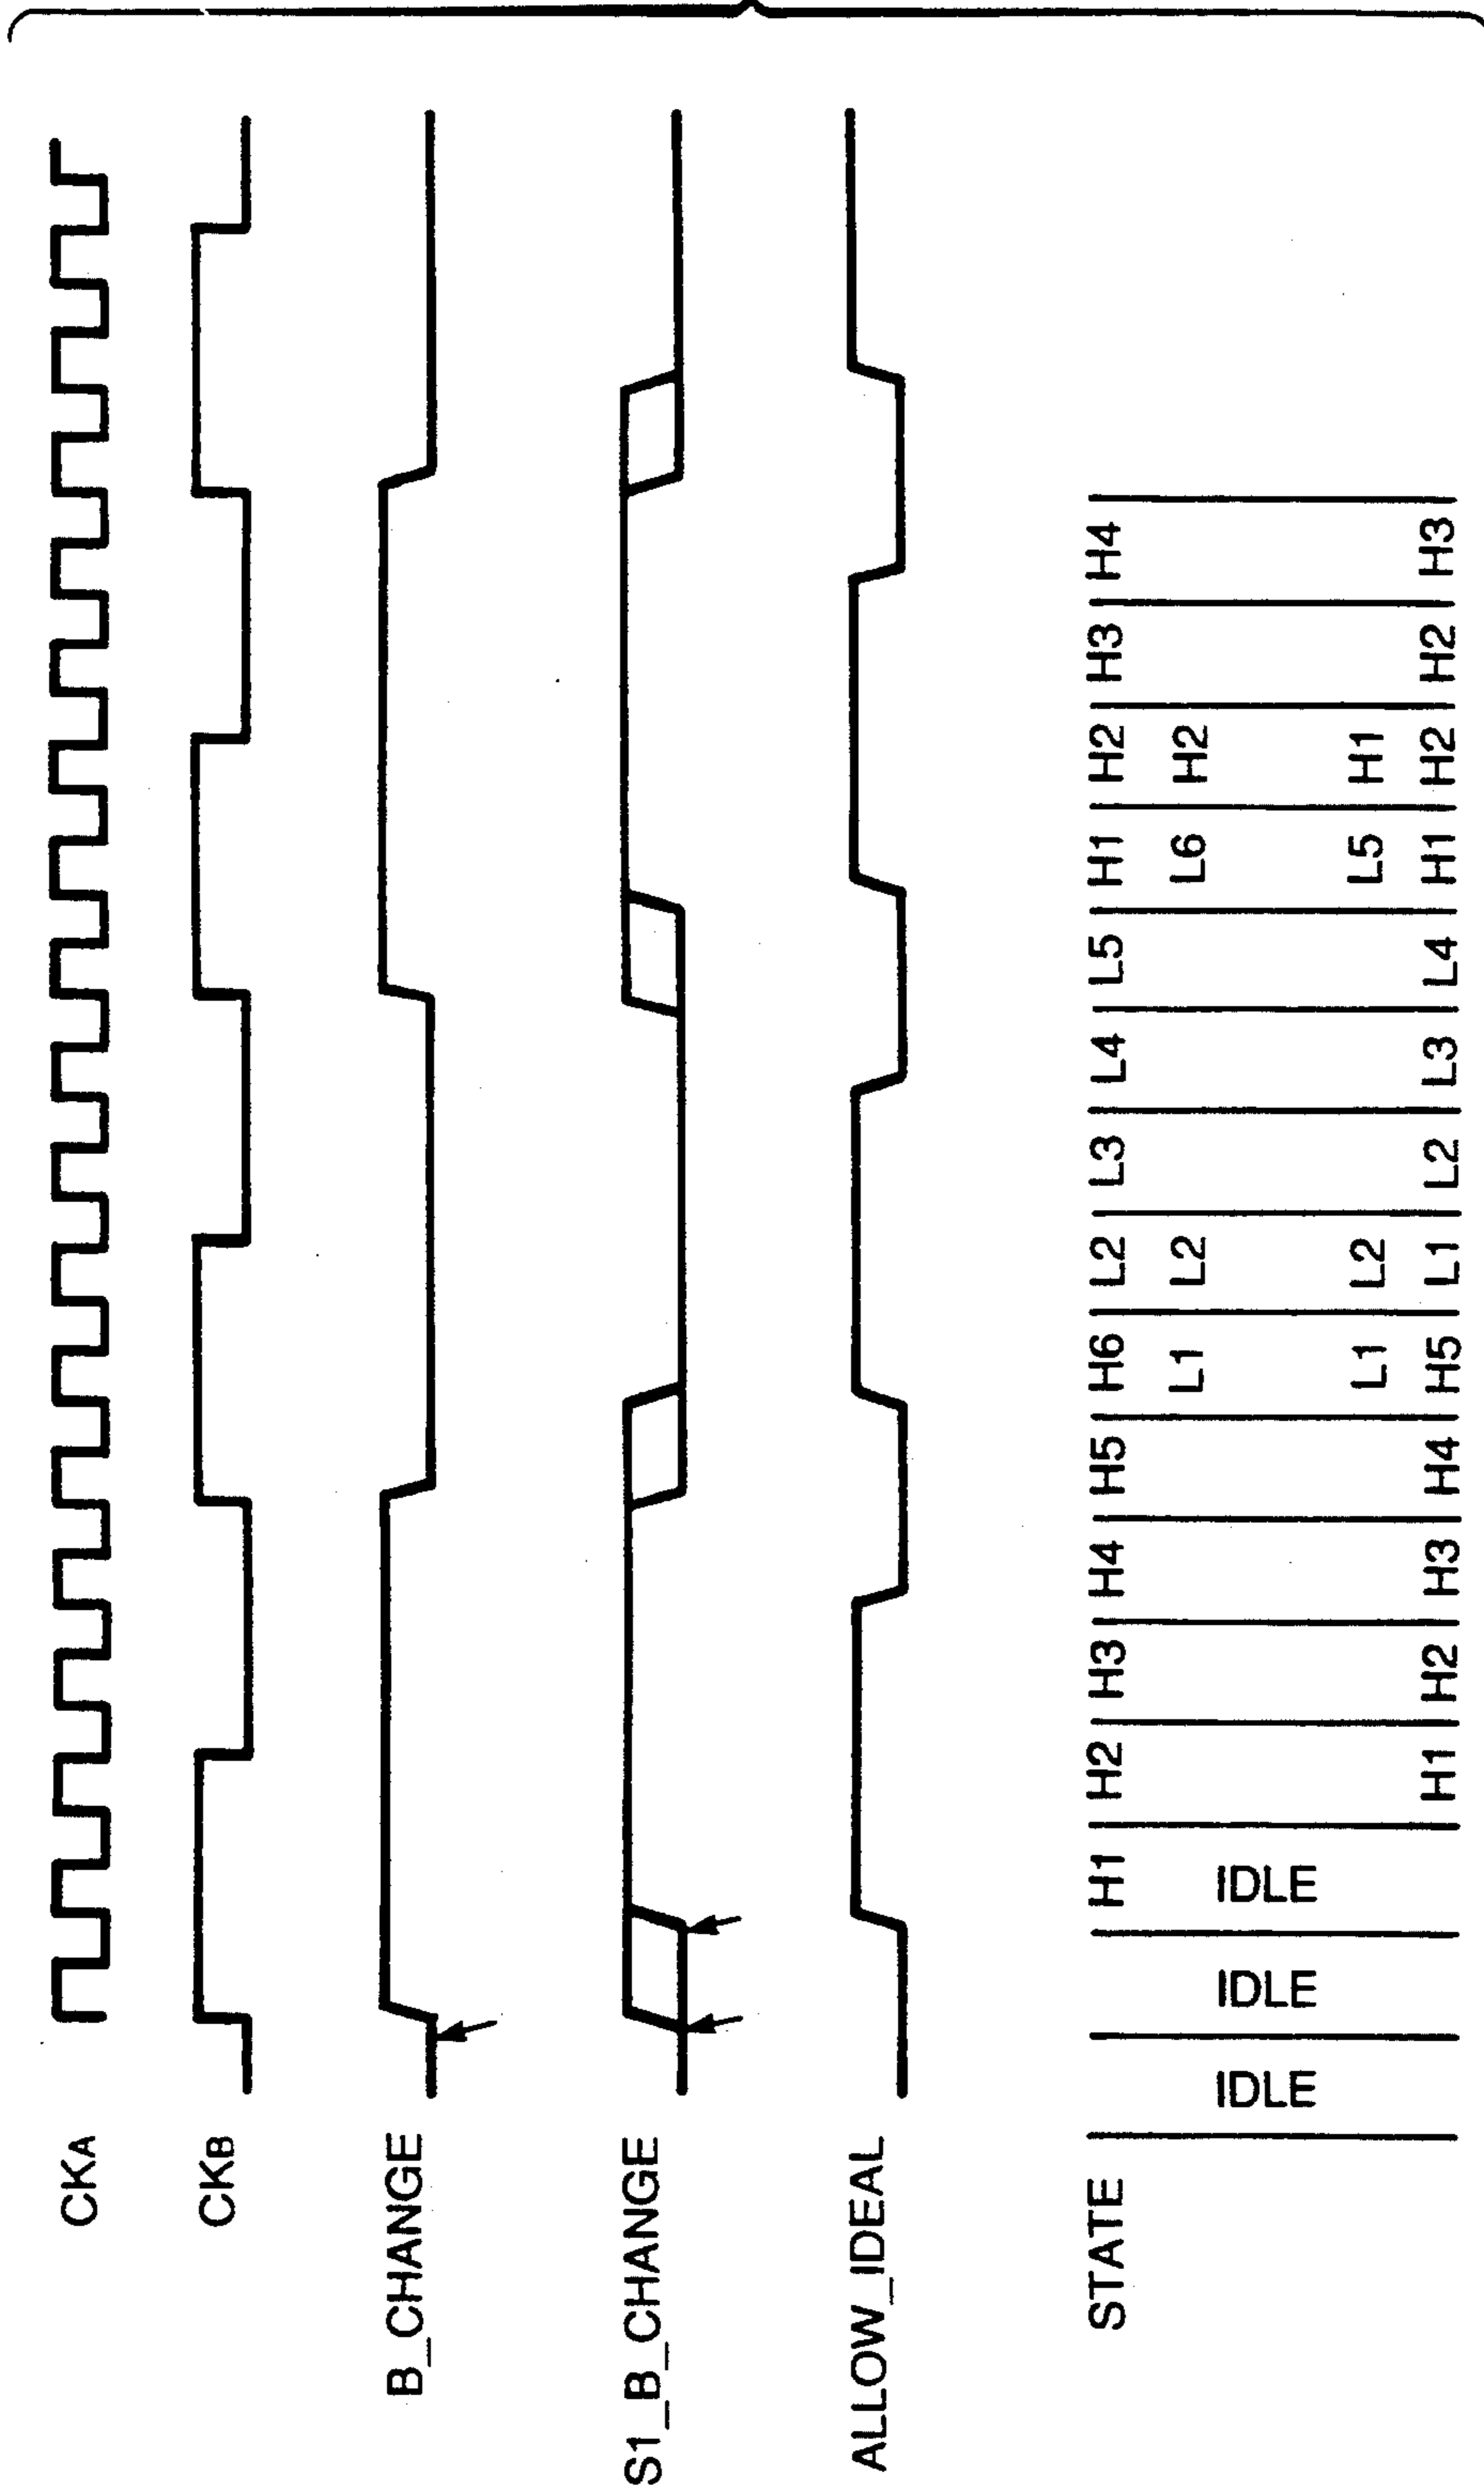 CKA
CKB
B_CHANGE
S1_B_CHANGE
ALLOW_IDEAL
STATE H1 H2 H3 H4 H5 H6 L2 L3 L4 L5 H1 H2 H3 H4
L1 L2 L6 H2
IDLE IDLE IDLE
L1 L2 L5 H1
H1 H2 H3 H4 H5 L1 L2 L3 L4 H1 H2 H2 H3